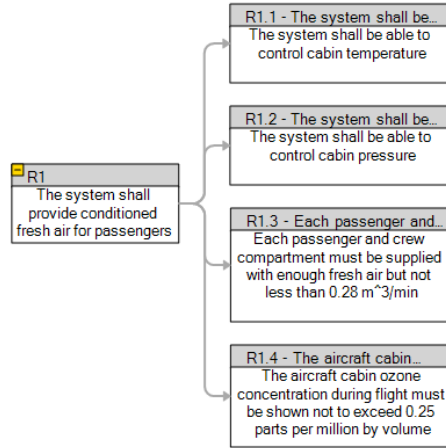 R1.1 - The system shall be...
The system shall be able to
control cabin temperature
R1.2 - The system shall be...
The system shall be able to
control cabin pressure
R1
The system shall
provide conditioned
fresh air for passengers
R1.3 - Each passenger and...
Each passenger and crew
compartment must be supplied
with enough fresh air but not
less than 0.28 m^3/min
R1.4 - The aircraft cabin...
The aircraft cabin ozone
concentration during flight must
be shown not to exceed 0.25
parts per million by volume